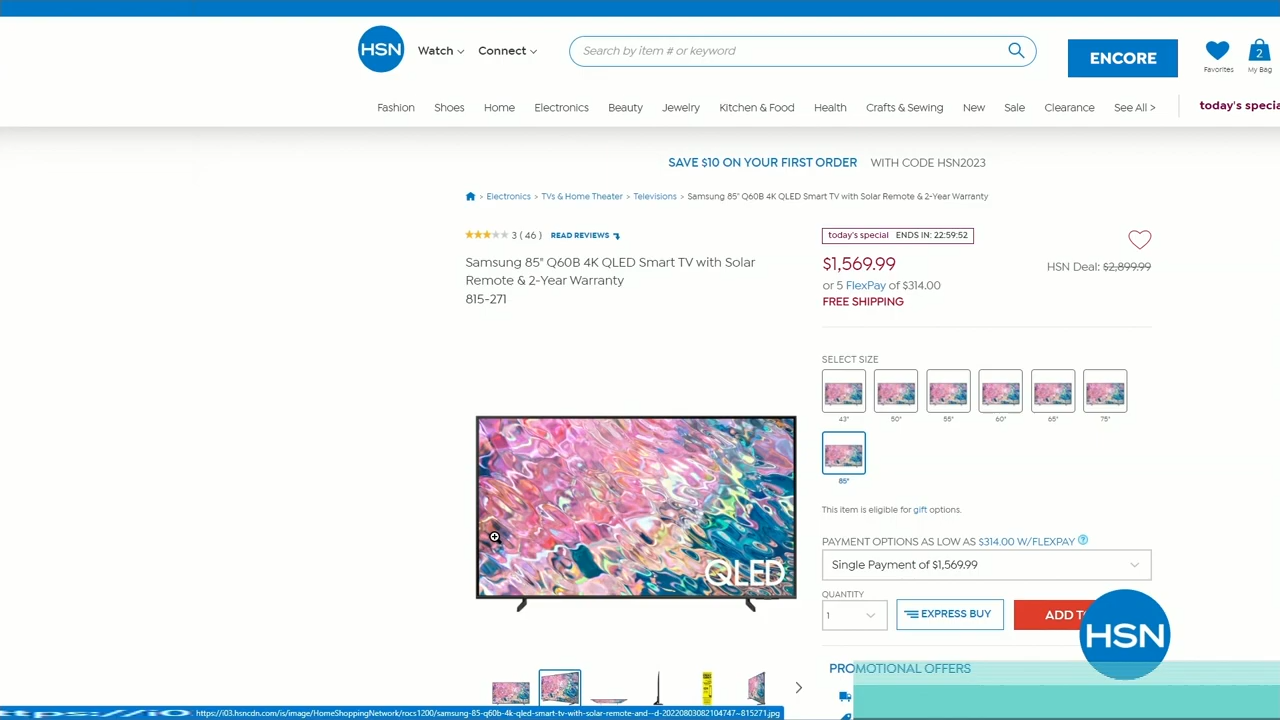 HSN
Watch
Connect
Search by item # or keyword
ENCORE
Favorites
2
My Bag
Fashion
Shoes
Home
Electronics
Beauty
Jewelry
Kitchen & Food
Health
Crafts & Sewing
New
Sale
Clearance
See All >
today's specia
SAVE $10 ON YOUR FIRST ORDER WITH CODE HSN2023
> Electronics > TVs & Home Theater > Televisions > Samsung 85" Q60B 4K QLED Smart TV with Solar Remote & 2-Year Warranty
3 ( 46 ) READ REVIEWS
Samsung 85" Q60B 4K QLED Smart TV with Solar
Remote & 2-Year Warranty
815-271
QLED
today's special ENDS IN: 22:59:52
$1,569.99
HSN Deal: $2,899.99
or 5 FlexPay of $314.00
FREE SHIPPING
SELECT SIZE
43"
50"
55"
60"
65"
75"
85"
This item is eligible for gift options.
PAYMENT OPTIONS AS LOW AS $314.00 W/FLEXPAY ?
Single Payment of $1,569.99
QUANTITY
1
EXPRESS BUY
ADD T
HSN
PROMOTIONAL OFFERS
https://i03.hsncdn.com/is/image/HomeShoppingNetwork/rocs1200/samsung-85-q60b-4k-qled-smart-tv-with-solar-remote-and--d-20220803082104747~815271.jpg